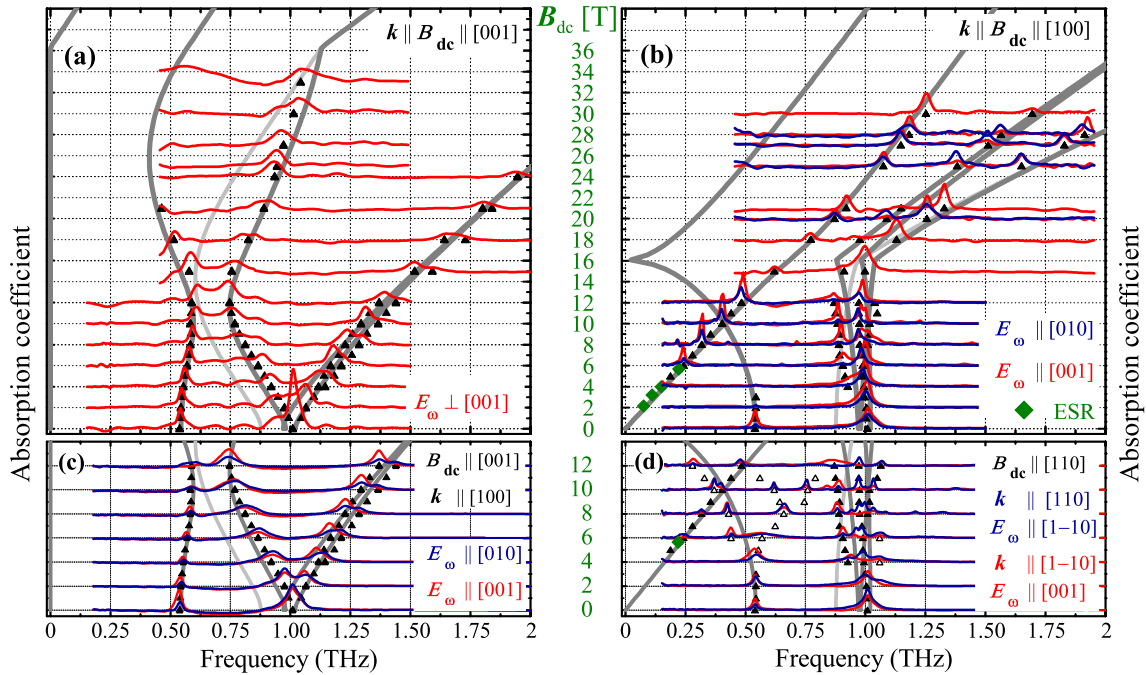 Absorption coefficient
(a)
k ∥ B_dc ∥ [001]
E_ω ⊥ [001]
B_dc [T]
36
34
32
30
28
26
24
22
20
18
16
14
12
10
8
6
4
2
0
(b)
k ∥ B_dc ∥ [100]
E_ω ∥ [010]
E_ω ∥ [001]
ESR
Absorption coefficient
(c)
B_dc ∥ [001]
k ∥ [100]
E_ω ∥ [010]
E_ω ∥ [001]
12
10
8
6
4
2
0
(d)
B_dc ∥ [110]
k ∥ [110]
E_ω ∥ [1–10]
k ∥ [1–10]
E_ω ∥ [001]
0 0.25 0.50 0.75 1.00 1.25 1.50 1.75 2
Frequency (THz)
0 0.25 0.50 0.75 1.00 1.25 1.50 1.75 2
Frequency (THz)